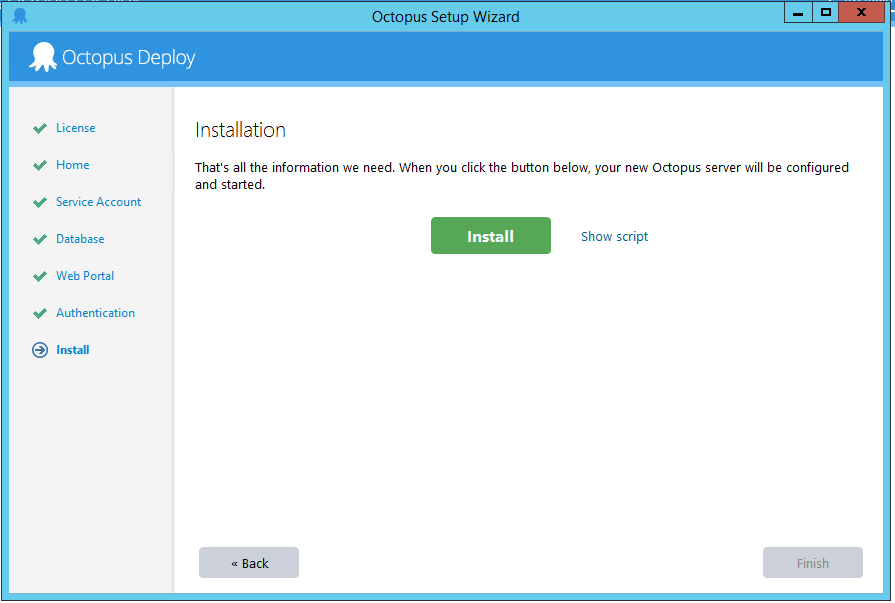 Octopus Setup Wizard
Octopus Deploy
License
Home
Service Account
Database
Web Portal
Authentication
Install
Installation
That's all the information we need. When you click the button below, your new Octopus server will be configured
and started.
Install
Show script
« Back
Finish